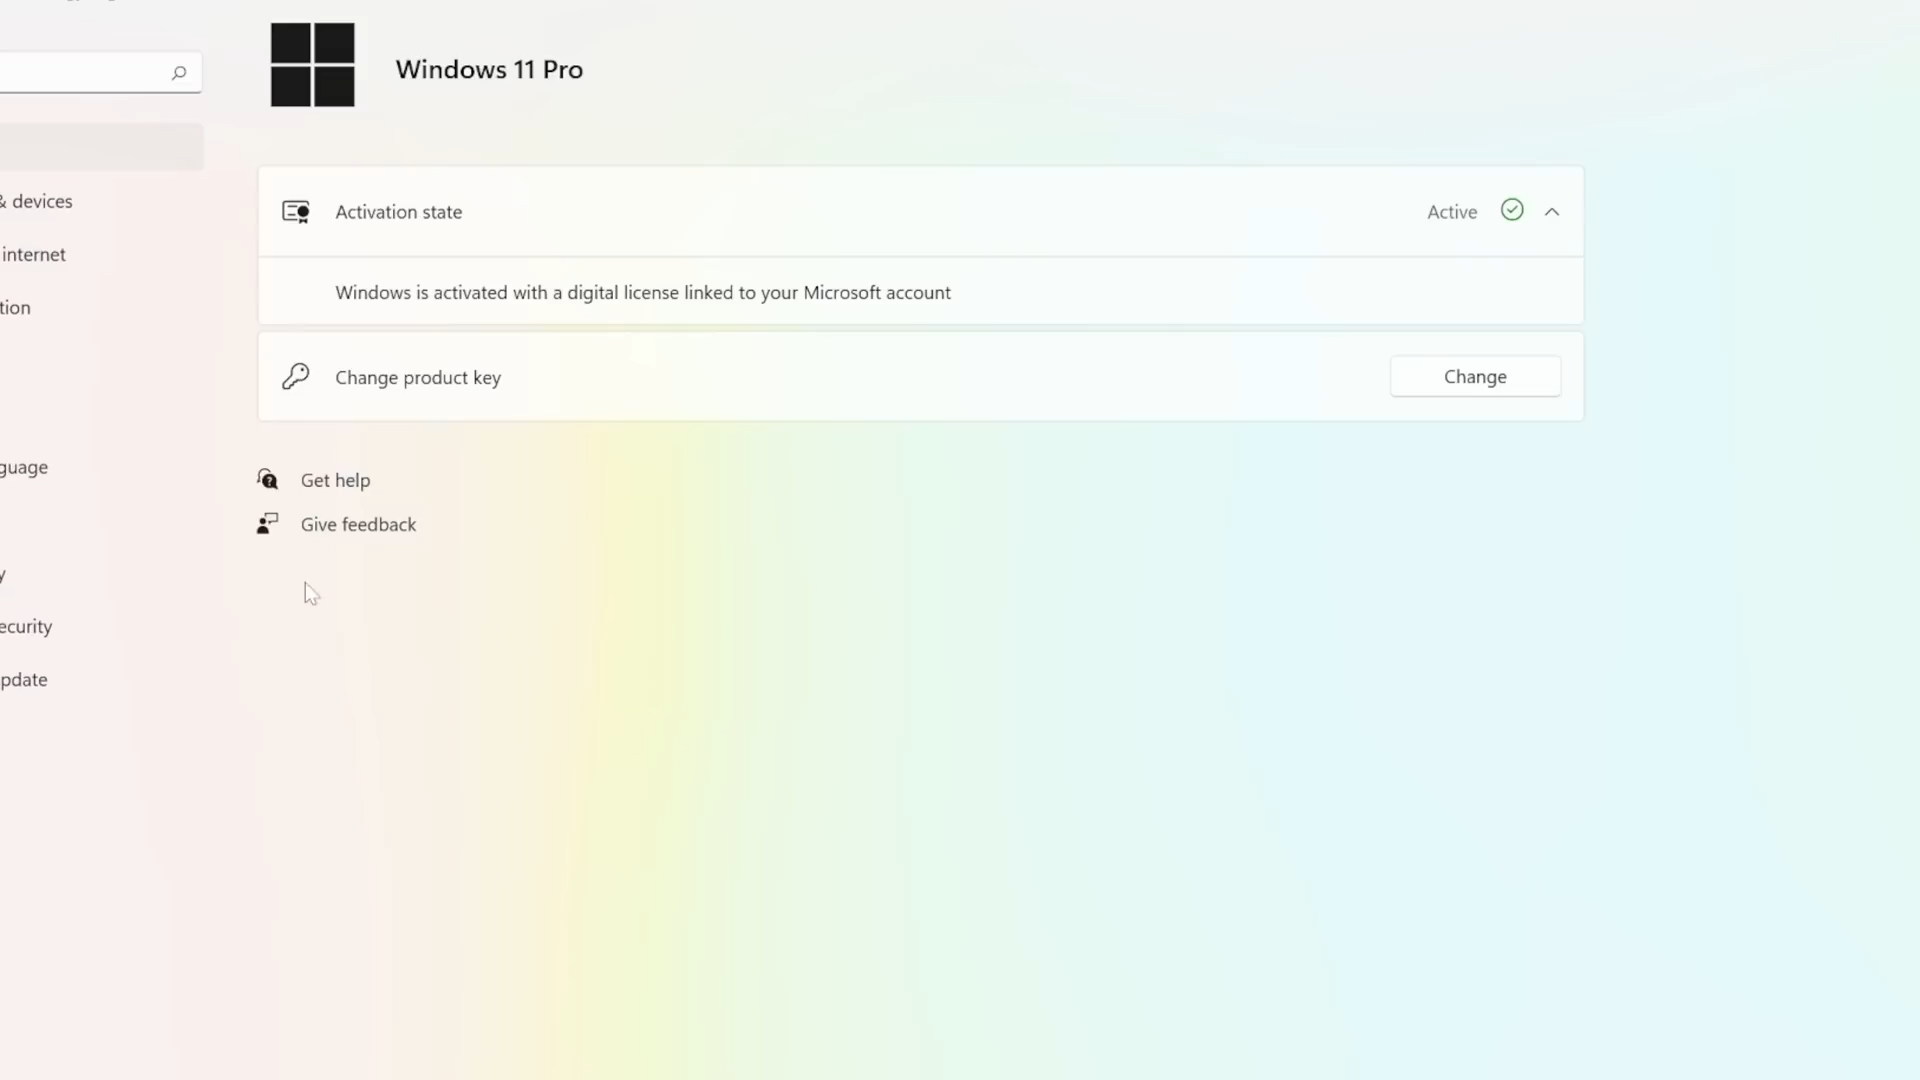 Windows 11 Pro
& devices
internet
tion
guage
y
ecurity
pdate
Activation state
Active
Windows is activated with a digital license linked to your Microsoft account
Change product key
Change
Get help
Give feedback